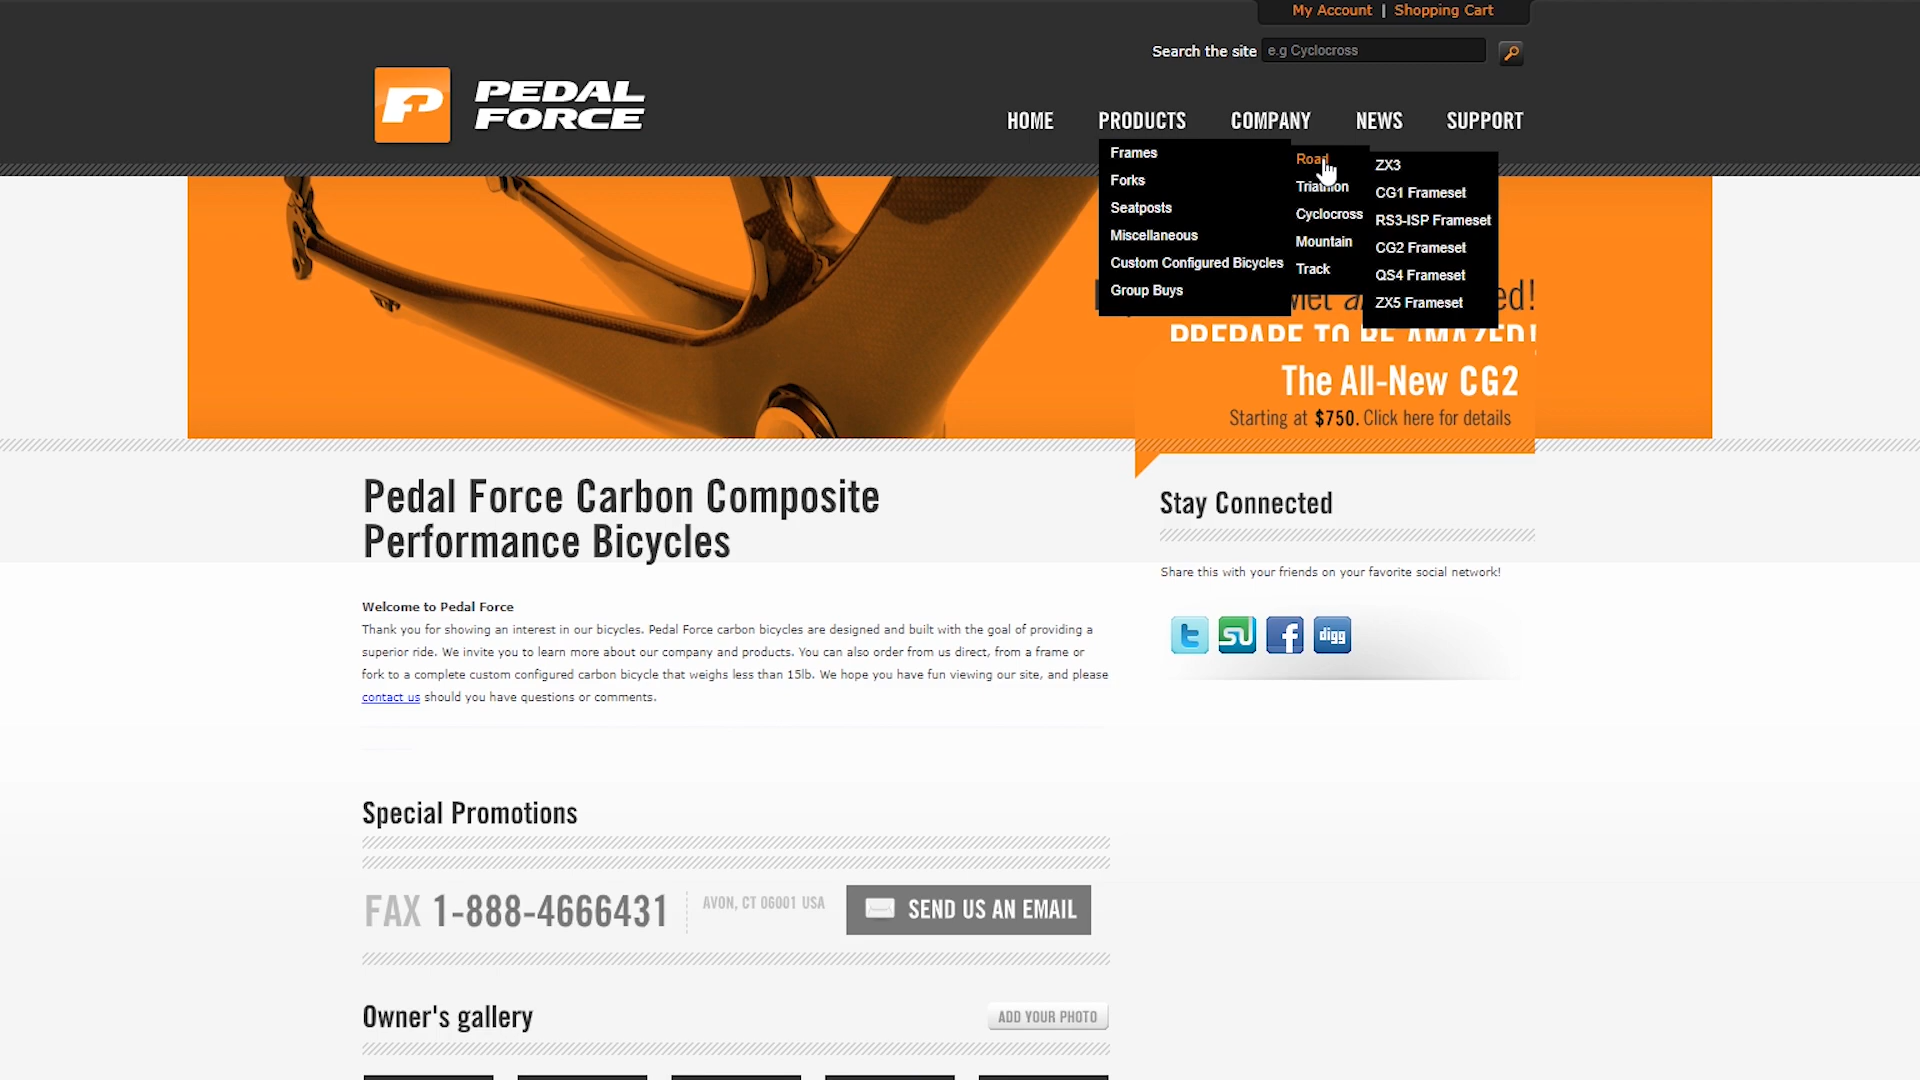 My Account | Shopping Cart
Search the site e.g Cyclocross
PEDAL
FORCE
HOME PRODUCTS COMPANY NEWS SUPPORT
Frames
Forks
Seatposts
Miscellaneous
Custom Configured Bicycles
Group Buys
Road
Triathlon
Cyclocross
Mountain
Track
ZX3
CG1 Frameset
RS3-ISP Frameset
CG2 Frameset
QS4 Frameset
ZX5 Frameset
PREPARE TO BE AMAZED!
The All-New CG2
Starting at $750. Click here for details
Pedal Force Carbon Composite
Performance Bicycles
Welcome to Pedal Force
Thank you for showing an interest in our bicycles. Pedal Force carbon bicycles are designed and built with the goal of providing a
superior ride. We invite you to learn more about our company and products. You can also order from us direct, from a frame or
fork to a complete custom configured carbon bicycle that weighs less than 15lb. We hope you have fun viewing our site, and please
contact us should you have questions or comments.
Stay Connected
Share this with your friends on your favorite social network!
t SU f digg
Special Promotions
FAX 1-888-4666431 AVON, CT 06001 USA SEND US AN EMAIL
Owner's gallery ADD YOUR PHOTO